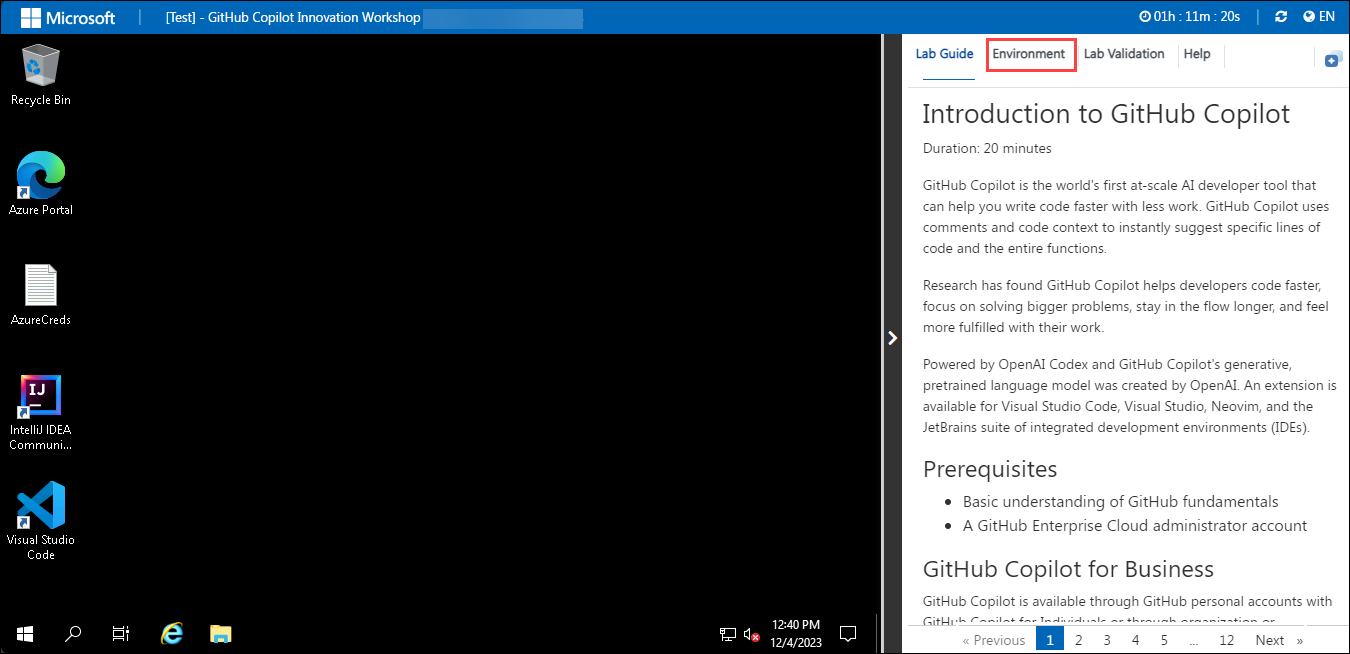 Microsoft
[Test] - GitHub Copilot Innovation Workshop
01h : 11m : 20s
EN
Recycle Bin
Azure Portal
AzureCreds
IJ
IntelliJ IDEA
Communi...
Visual Studio
Code
12:40 PM
12/4/2023
Lab Guide
Environment
Lab Validation
Help
Introduction to GitHub Copilot
Duration: 20 minutes
GitHub Copilot is the world's first at-scale AI developer tool that
can help you write code faster with less work. GitHub Copilot uses
comments and code context to instantly suggest specific lines of
code and the entire functions.
Research has found GitHub Copilot helps developers code faster,
focus on solving bigger problems, stay in the flow longer, and feel
more fulfilled with their work.
Powered by OpenAI Codex and GitHub Copilot's generative,
pretrained language model was created by OpenAI. An extension is
available for Visual Studio Code, Visual Studio, Neovim, and the
JetBrains suite of integrated development environments (IDEs).
Prerequisites
• Basic understanding of GitHub fundamentals
• A GitHub Enterprise Cloud administrator account
GitHub Copilot for Business
GitHub Copilot is available through GitHub personal accounts with
GitHub Copilot for Individuals or through organization or
« Previous 1 2 3 4 5 ... 12 Next »